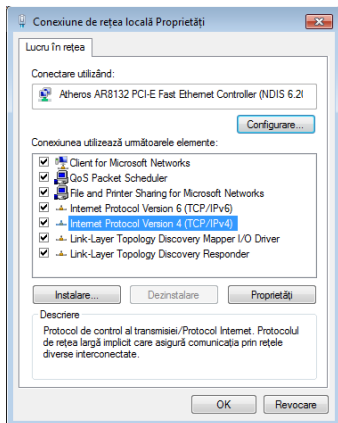 Conexiune de rețea locală Proprietăți
Lucru în rețea
Conectare utilizând:
Atheros AR8132 PCI-E Fast Ethernet Controller (NDIS 6.2(
Configurare...
Conexiunea utilizează următoarele elemente:
Client for Microsoft Networks
QoS Packet Scheduler
File and Printer Sharing for Microsoft Networks
Internet Protocol Version 6 (TCP/IPv6)
Internet Protocol Version 4 (TCP/IPv4)
Link-Layer Topology Discovery Mapper I/O Driver
Link-Layer Topology Discovery Responder
Instalare... Dezinstalare Proprietăți
Descriere
Protocol de control al transmisiei/Protocol Internet. Protocolul
de rețea largă implicit care asigură comunicația prin rețele
diverse interconectate.
OK Revocare